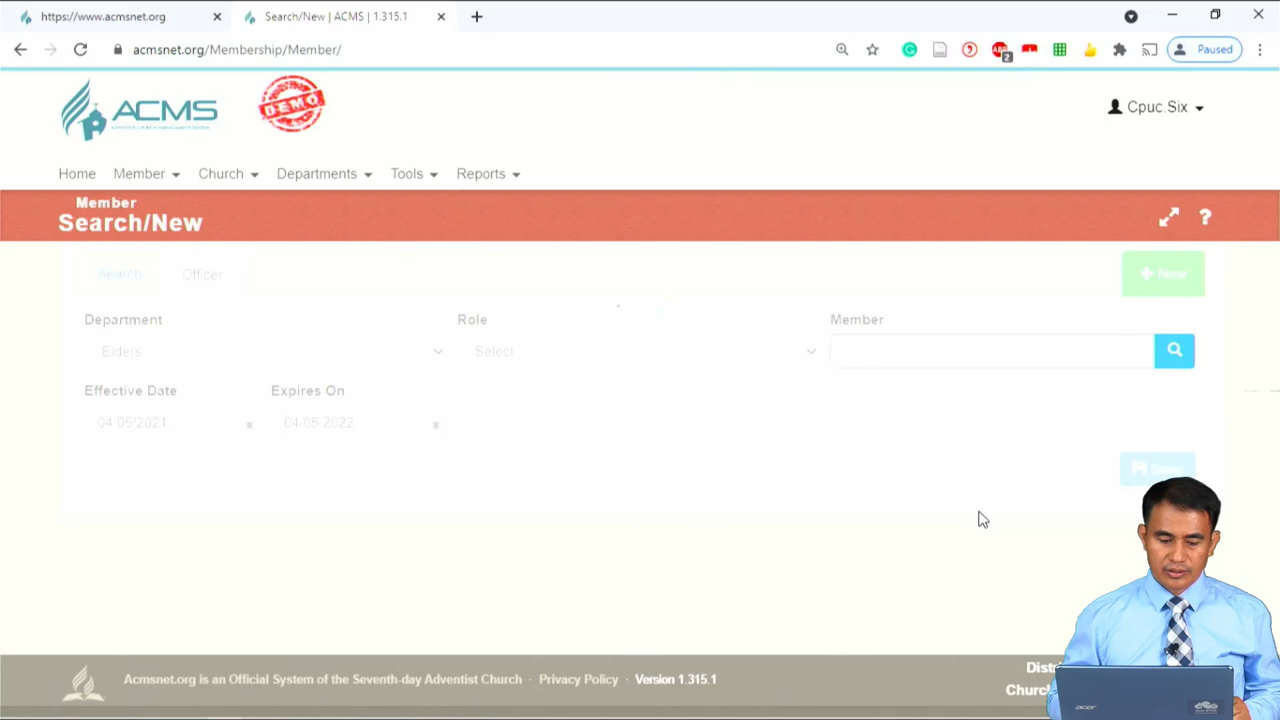 https://www.acmsnet.org
Search/New | ACMS | 1.315.1
acmsnet.org/Membership/Member/
2
Paused
ACMS
DEMO
Cpuc.Six
Home
Member
Church
Departments
Tools
Reports
Member
Search/New
?
Search
Officer
+ New
Department
Role
Member
Elders
Select
Effective Date
Expires On
04/05/2021
04/05/2022
Save
Acmsnet.org is an Official System of the Seventh-day Adventist Church · Privacy Policy · Version 1.315.1
acer